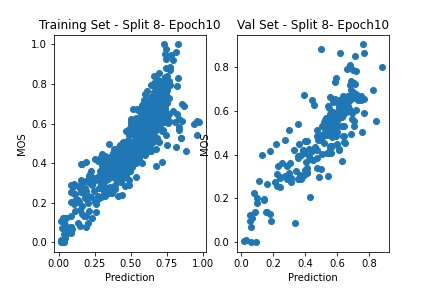 Training Set - Split 8- Epoch10
MOS
1.0
0.8
0.6
0.4
0.2
0.0
0.00 0.25 0.50 0.75 1.00
Prediction
Val Set - Split 8- Epoch10
MOS
0.8
0.6
0.4
0.2
0.0
0.0 0.2 0.4 0.6 0.8
Prediction